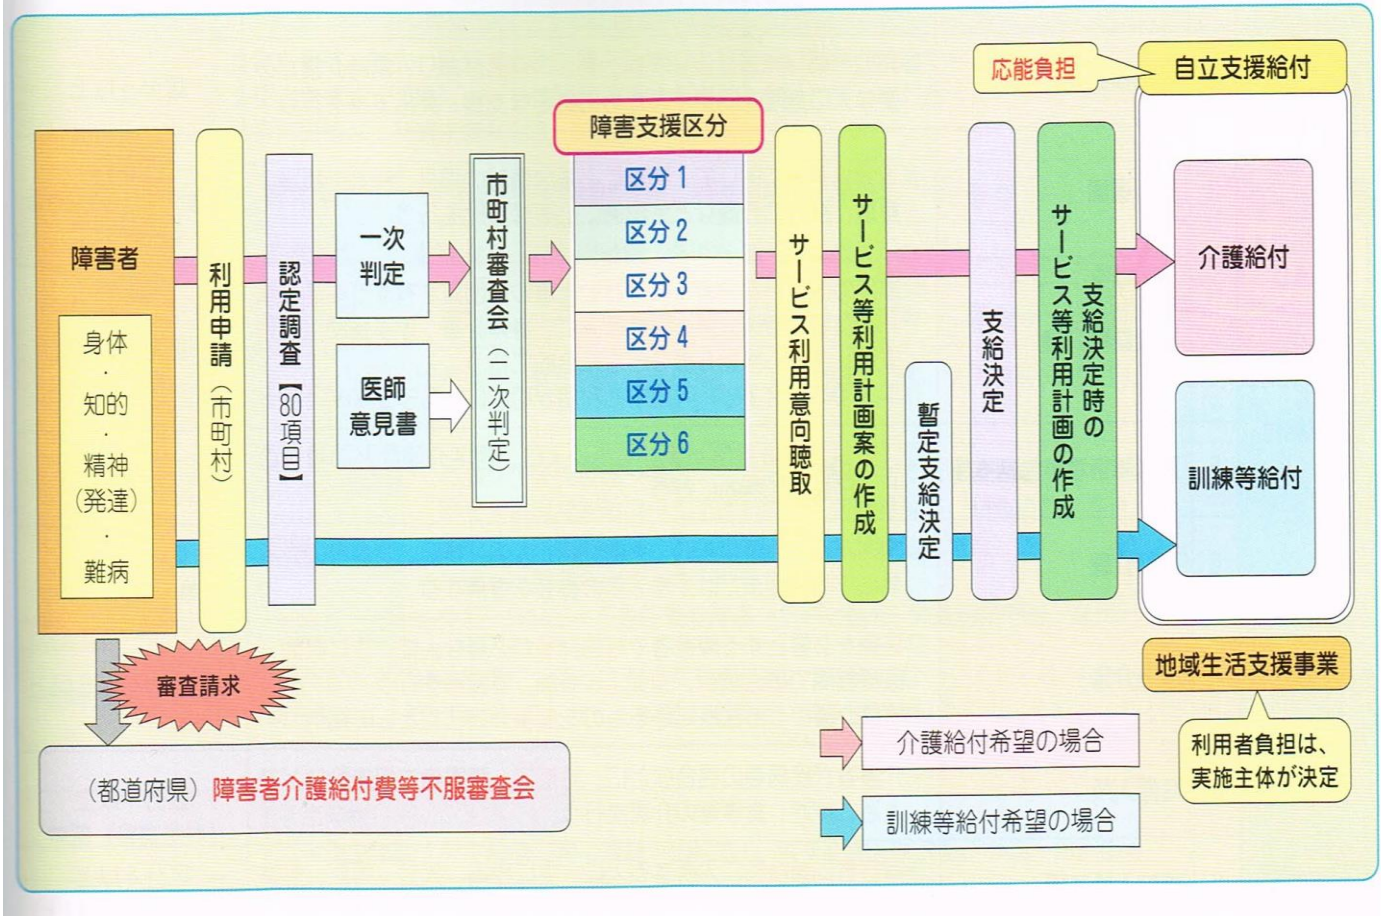 応能負担
自立支援給付
障害者
身体
・
知的
・
精神
(発達)
・
難病
利用申請(市町村)
認定調査【80項目】
一次
判定
医師
意見書
市町村審査会(二次判定)
障害支援区分
区分1
区分2
区分3
区分4
区分5
区分6
サービス利用意向聴取
サービス等利用計画案の作成
暫定支給決定
支給決定
支給決定時の
サービス等利用計画の作成
介護給付
訓練等給付
審査請求
(都道府県)障害者介護給付費等不服審査会
地域生活支援事業
利用者負担は、
実施主体が決定
介護給付希望の場合
訓練等給付希望の場合